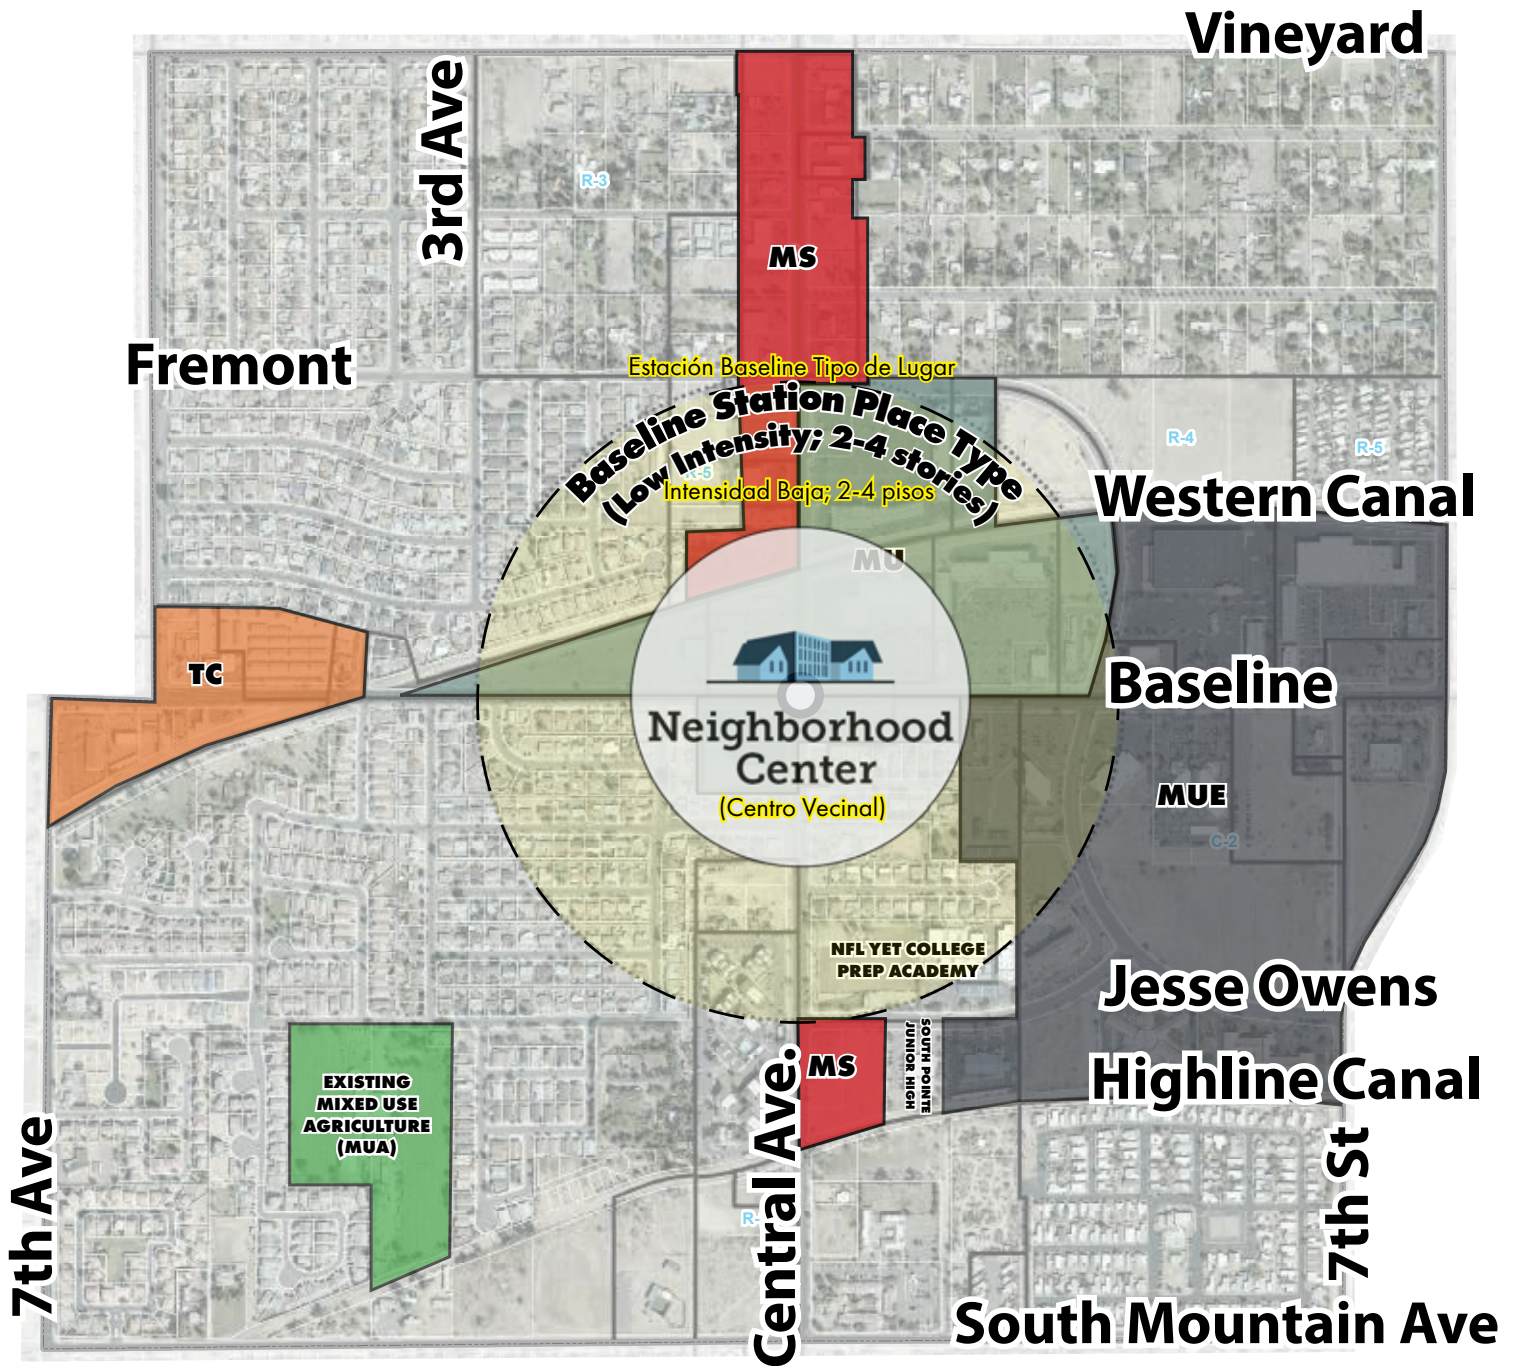 Vineyard
3rd Ave
R-3
MS
Fremont
Estación Baseline Tipo de Lugar
Baseline Station Place Type
(Low Intensity; 2-4 stories)
R-4
R-5
-5
Intensidad Baja; 2-4 pisos
Western Canal
MU
TC
Baseline
Neighborhood
Center
(Centro Vecinal)
MUE
C-2
NFL YET COLLEGE
PREP ACADEMY
Jesse Owens
SOUTH POINTE
JUNIOR HIGH
MS
Highline Canal
EXISTING
MIXED USE
AGRICULTURE
(MUA)
7th Ave
Central Ave.
R-
7th St
South Mountain Ave